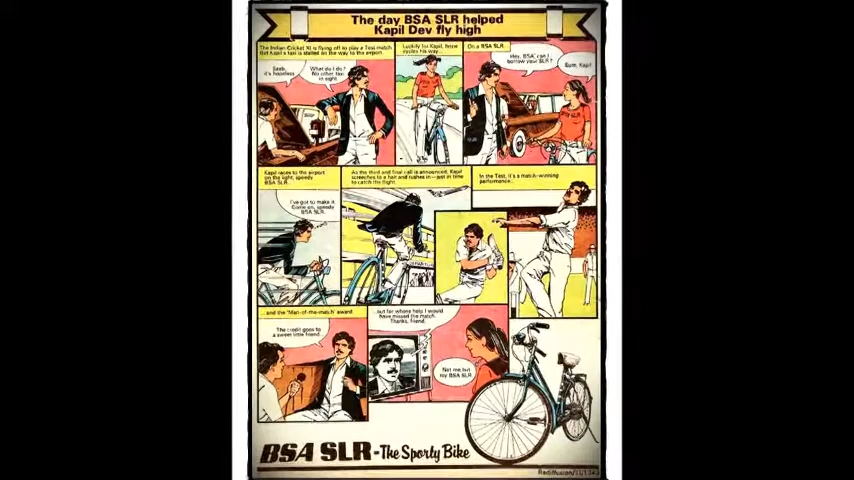 The day BSA SLR helped
Kapil Dev fly high
The Indian Cricket XI is flying off to play a Test match.
But Kapil's taxi is stalled on the way to the airport.
Saab,
it's hopeless
What do I do?
No other taxi
in sight
Luckily for Kapil, hope
cycles his way...
On a BSA SLR.
Hey, BSA, can I
borrow your SLR?
Sure, Kapil
Kapil races to the airport
on the light, speedy
BSA SLR.
I've got to make it.
Come on, speedy
BSA SLR.
As the third and final call is announced, Kapil
screeches to a halt and rushes in — just in time
to catch the flight.
In the Test, it's a match-winning
performance...
...and the 'Man-of-the-match' award
The credit goes to
a sweet little friend.
...but for whose help I would
have missed the match.
Thanks, friend.
Not me but
my BSA SLR
BSA SLR - The Sporty Bike